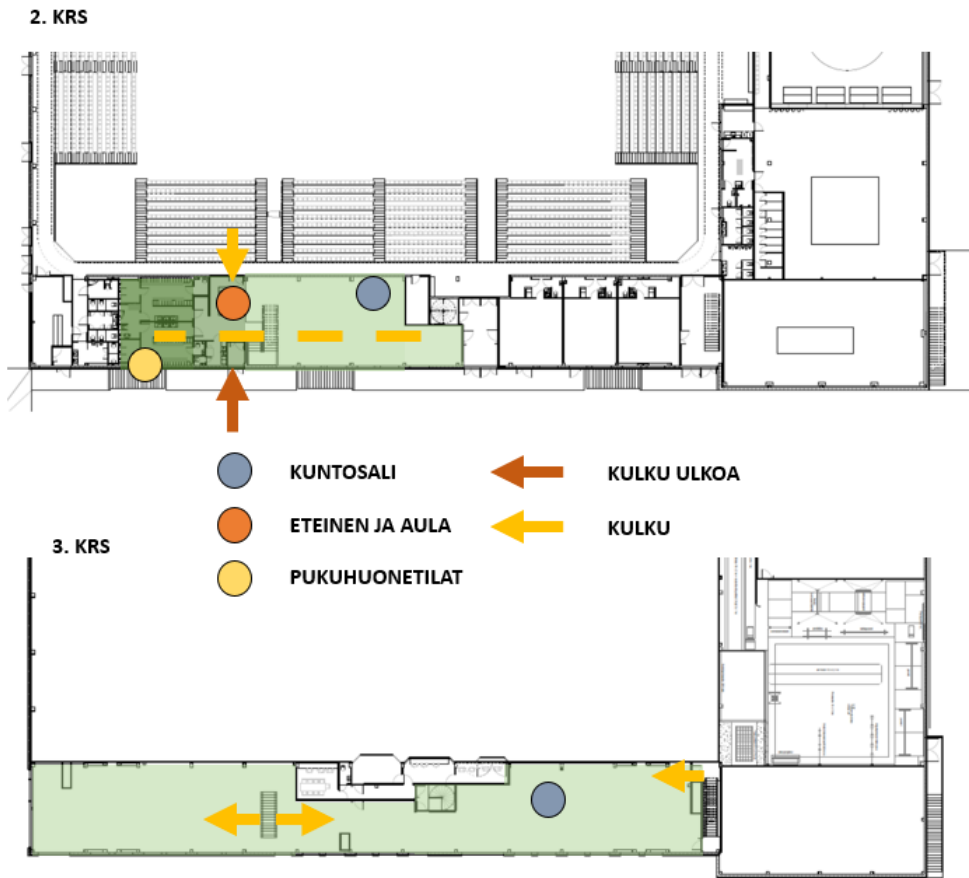 2. KRS
KUNTOSALI
KULKU ULKOA
ETEINEN JA AULA
KULKU
3. KRS
PUKUHUONETILAT